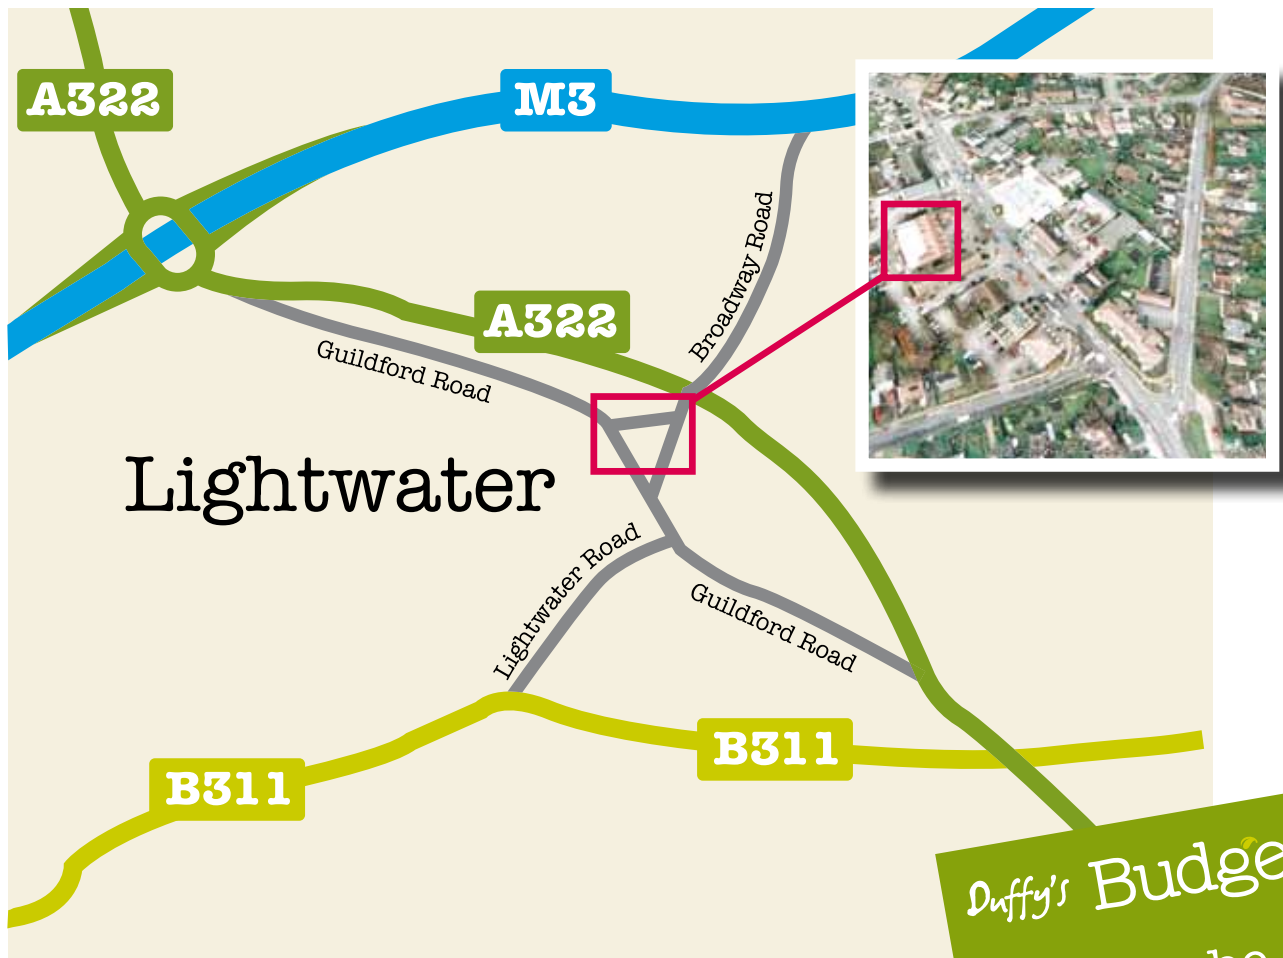 A322
M3
Broadway Road
A322
Guildford Road
Lightwater
Lightwater Road
Guildford Road
B311
B311
Duffy's Budge